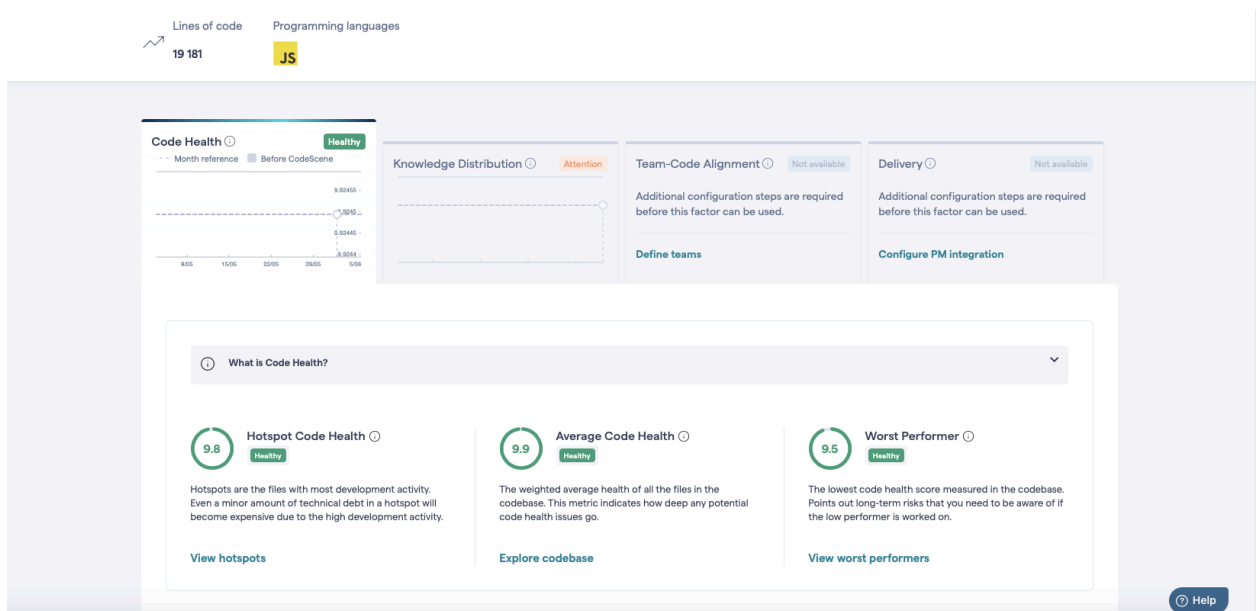 Lines of code
Programming languages
19 181
JS
Code Health
Healthy
Month reference
Before CodeScene
9.92455
9.9245
9.92445
9.9244
8/05
15/05
22/05
29/05
5/06
Knowledge Distribution
Attention
Team-Code Alignment
Not available
Additional configuration steps are required
before this factor can be used.
Define teams
Delivery
Not available
Additional configuration steps are required
before this factor can be used.
Configure PM integration
What is Code Health?
9.8
Hotspot Code Health
Healthy
Hotspots are the files with most development activity.
Even a minor amount of technical debt in a hotspot will
become expensive due to the high development activity.
View hotspots
9.9
Average Code Health
Healthy
The weighted average health of all the files in the
codebase. This metric indicates how deep any potential
code health issues go.
Explore codebase
9.5
Worst Performer
Healthy
The lowest code health score measured in the codebase.
Points out long-term risks that you need to be aware of if
the low performer is worked on.
View worst performers
Help